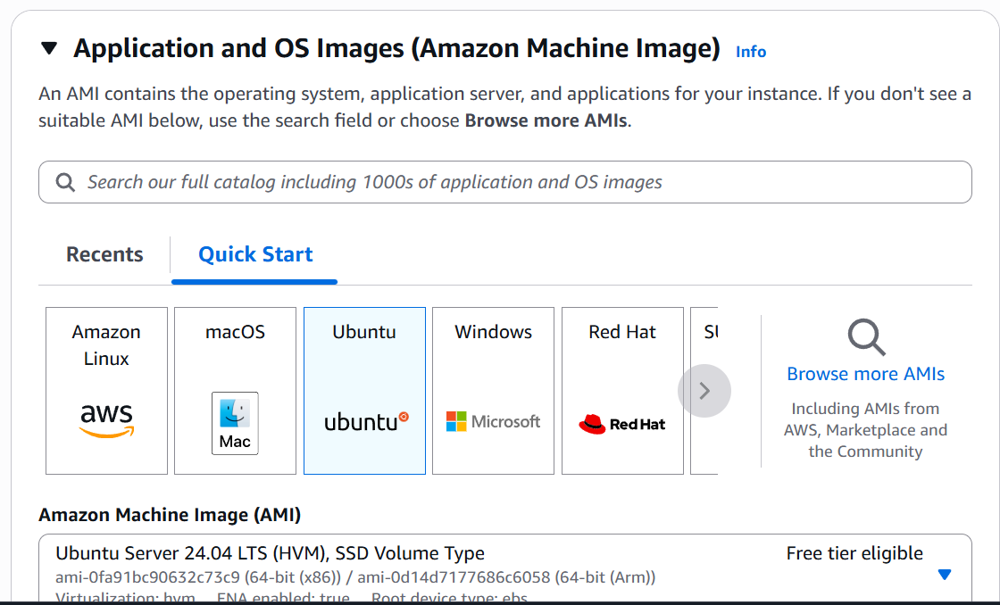 Application and OS Images (Amazon Machine Image) Info
An AMI contains the operating system, application server, and applications for your instance. If you don't see a
suitable AMI below, use the search field or choose Browse more AMIs.
Search our full catalog including 1000s of application and OS images
Recents
Quick Start
Amazon
Linux
aws
macOS
Mac
Ubuntu
ubuntu
Windows
Microsoft
Red Hat
Red Hat
SU
Browse more AMIs
Including AMIs from
AWS, Marketplace and
the Community
Amazon Machine Image (AMI)
Ubuntu Server 24.04 LTS (HVM), SSD Volume Type
Free tier eligible
ami-0fa91bc90632c73c9 (64-bit (x86)) / ami-0d14d7177686c6058 (64-bit (Arm))
Virtualization: hvm ENA enabled: true Root device type: ebs